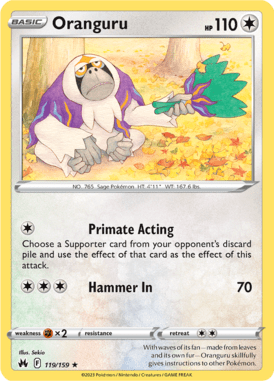 BASIC Oranguru HP 110
NO. 765 Sage Pokémon HT: 4'11" WT: 167.6 lbs.
Primate Acting
Choose a Supporter card from your opponent's discard
pile and use the effect of that card as the effect of this
attack.
Hammer In 70
weakness ×2 resistance retreat
Illus. Sekio
F 119/159 ★
©2023 Pokémon / Nintendo / Creatures / GAME FREAK
With waves of its fan—made from leaves
and its own fur—Oranguru skillfully
gives instructions to other Pokémon.